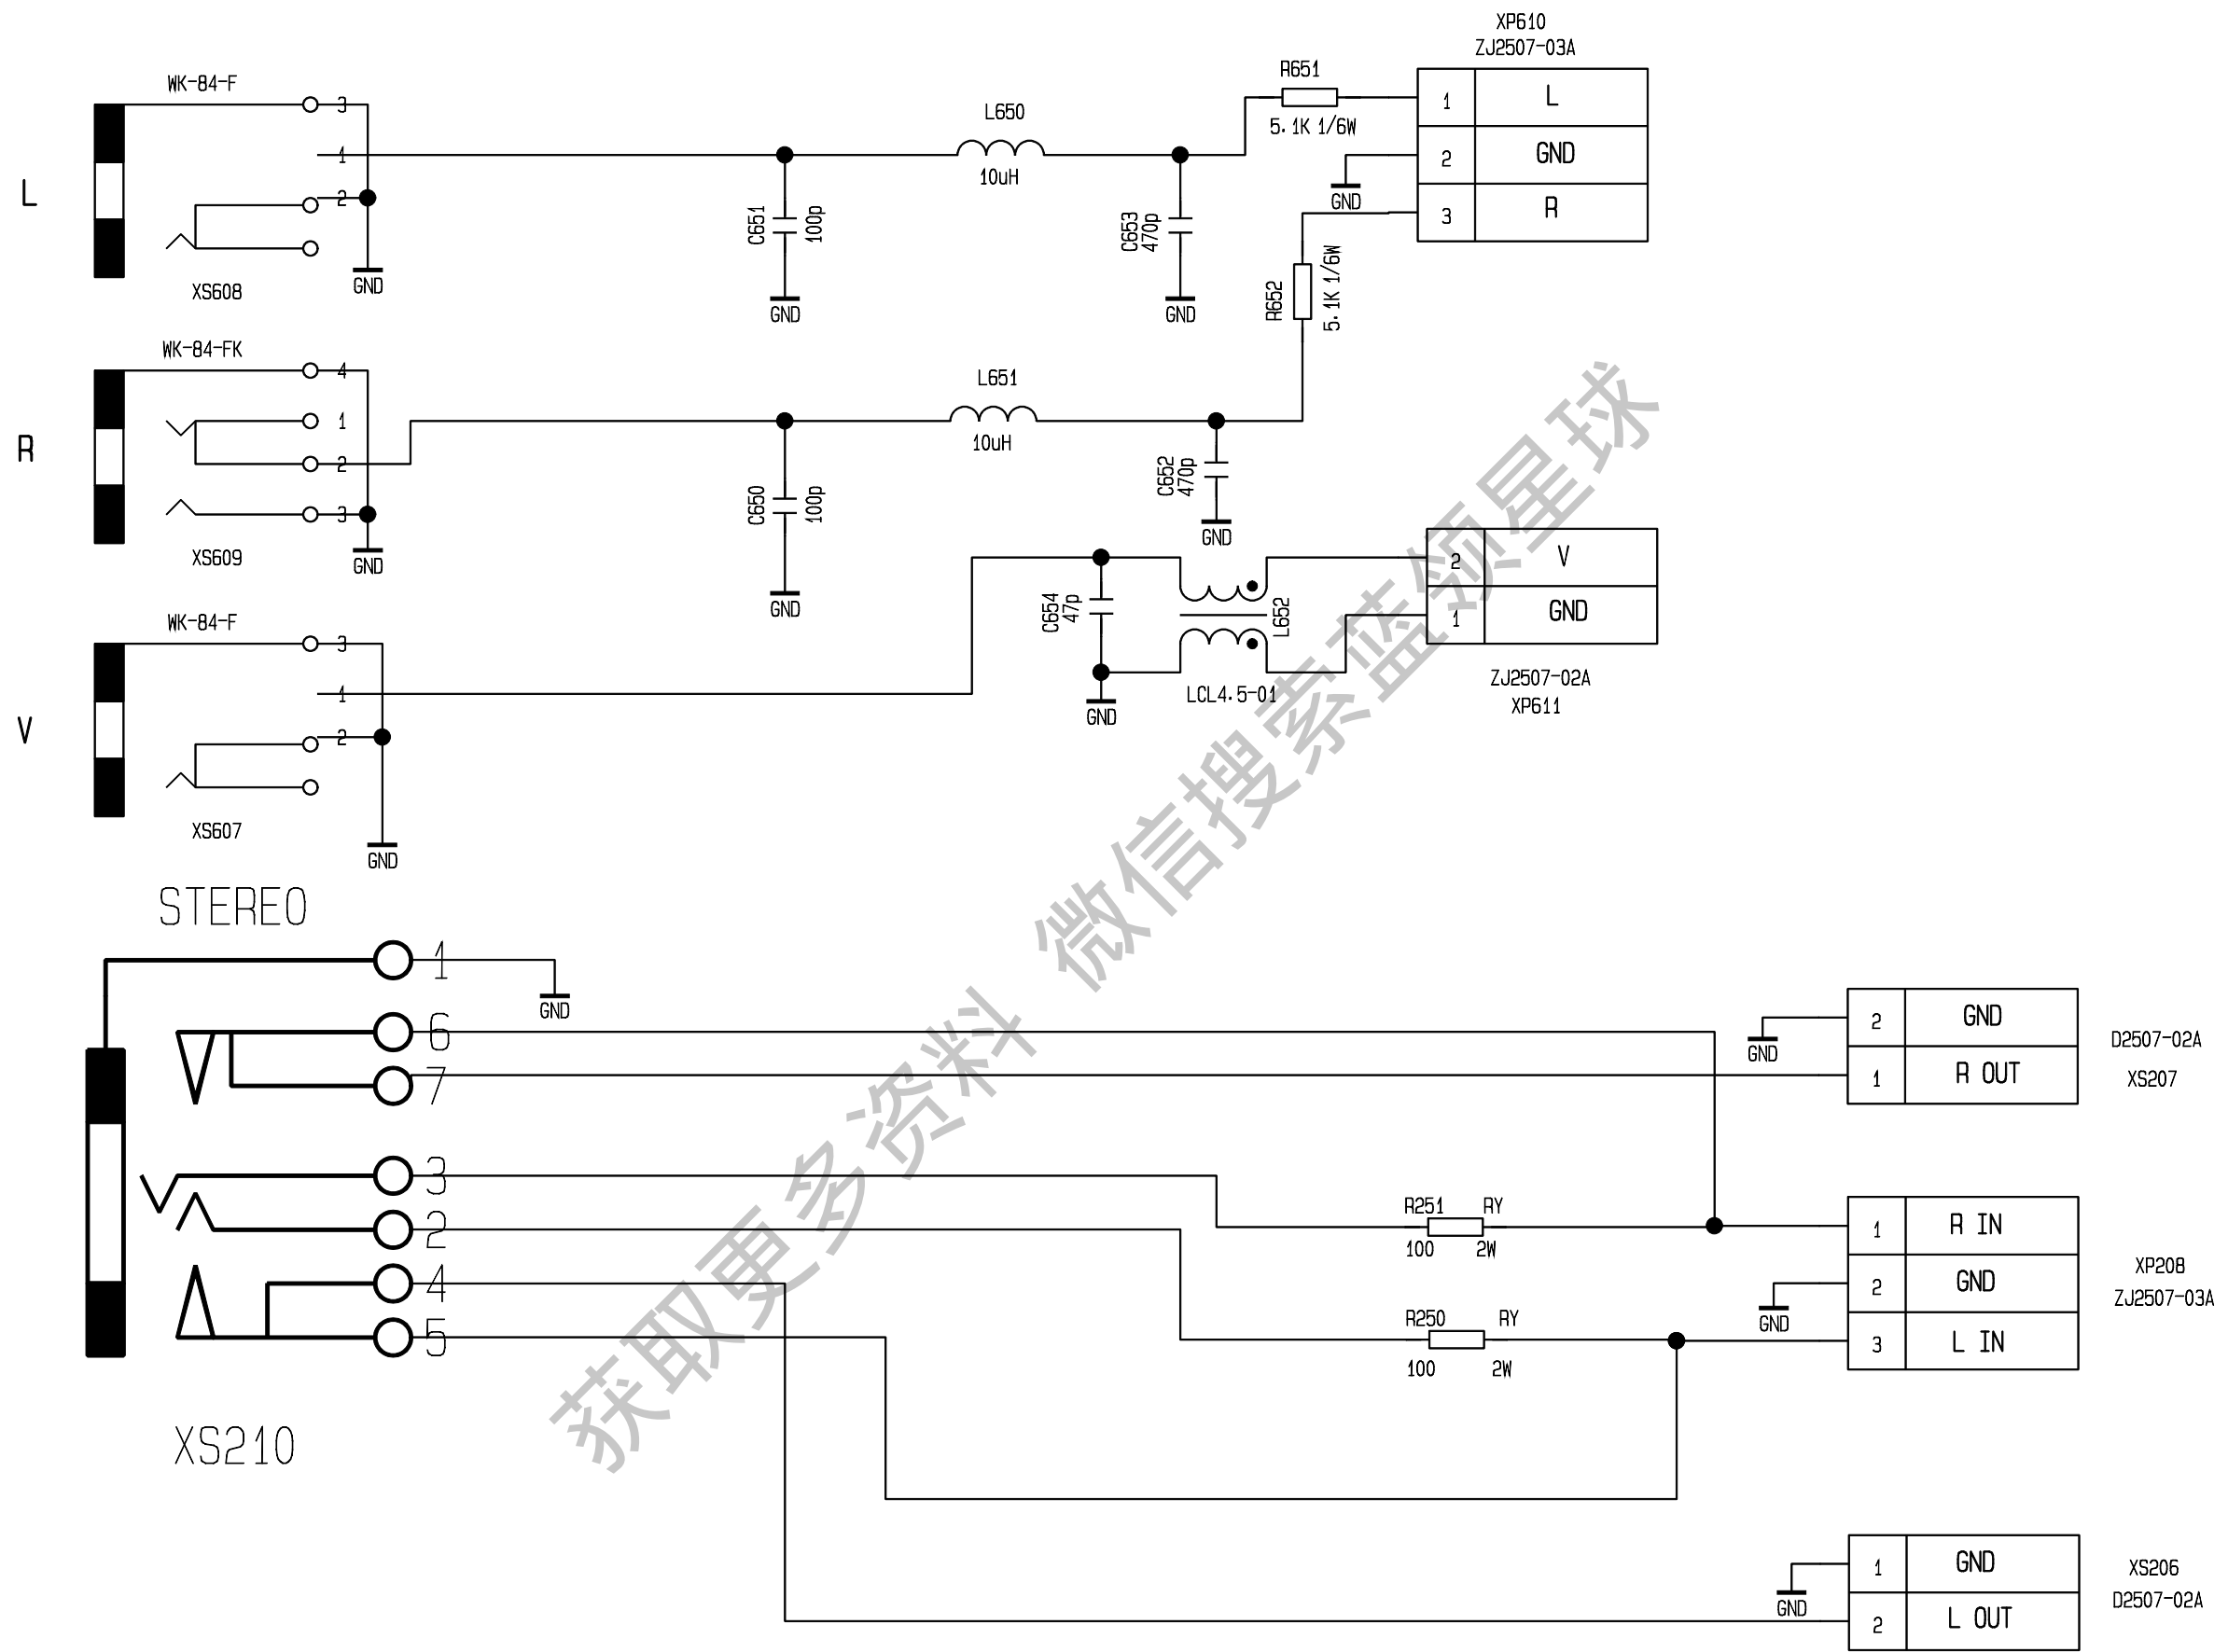 XP610
ZJ2507-03A
WK-84-F
R651
5.1K 1/6W
L650
10uH
3
1
2
L
XS608
GND
C651
100p
GND
C653
470p
GND
GND
1 L
2 GND
3 R
R652
5.1K 1/6W
WK-84-FK
4
1
2
3
R
XS609
GND
L651
10uH
C650
100p
GND
C652
470p
GND
WK-84-F
3
1
2
V
XS607
GND
C654
47p
GND
L652
LCL4.5-01
2 V
1 GND
ZJ2507-02A
XP611
STEREO
1
GND
6
7
3
2
4
5
XS210
GND
2 GND
1 R OUT
D2507-02A
XS207
R251 RY
100 2W
R250 RY
100 2W
1 R IN
2 GND
3 L IN
GND
XP208
ZJ2507-03A
GND
1 GND
2 L OUT
XS206
D2507-02A
获取更多资料 微信搜索蓝领星球